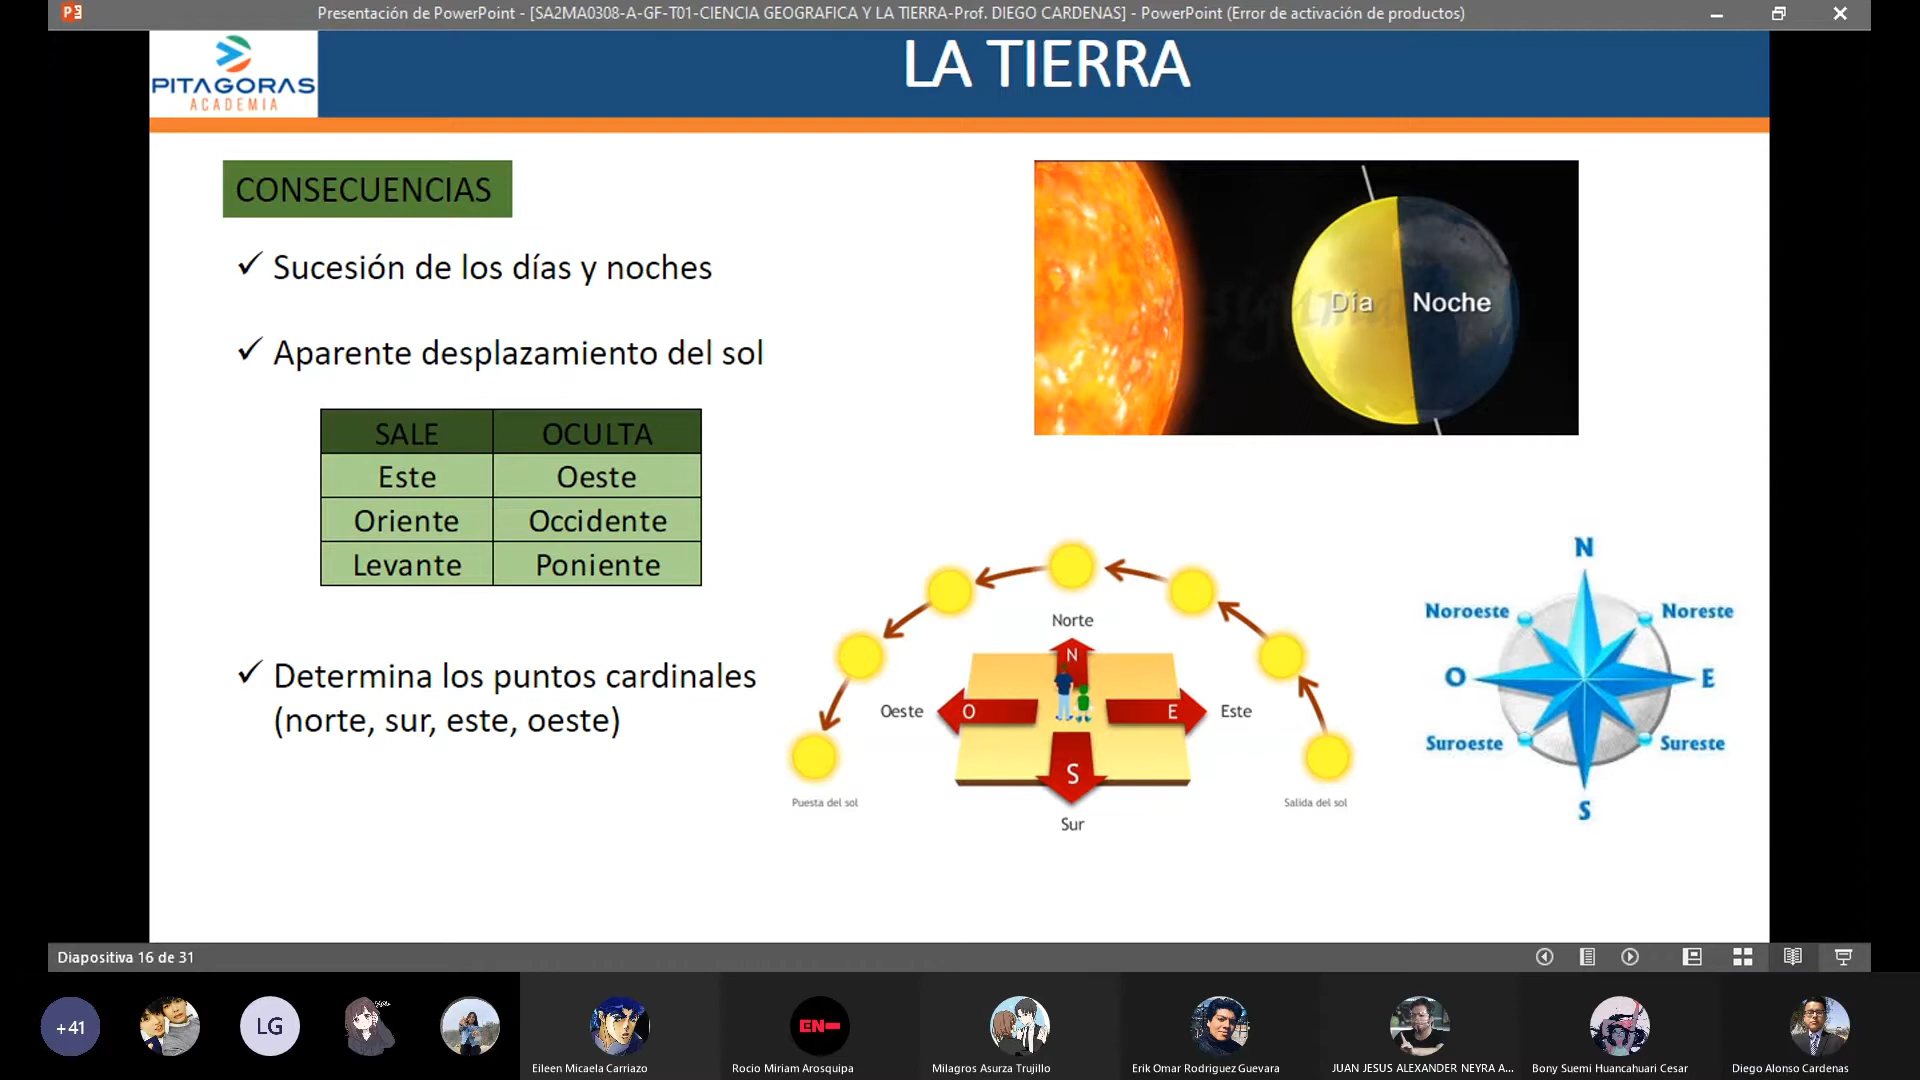 Presentación de PowerPoint - [SA2MA0308-A-GF-T01-CIENCIA GEOGRAFICA Y LA TIERRA-Prof. DIEGO CARDENAS] - PowerPoint (Error de activación de productos)
PITAGORAS
ACADEMIA
LA TIERRA
CONSECUENCIAS
Sucesión de los días y noches
Aparente desplazamiento del sol
SALE OCULTA
Este Oeste
Oriente Occidente
Levante Poniente
Determina los puntos cardinales
(norte, sur, este, oeste)
Día Noche
Norte
N
Oeste O E Este
S
Sur
Puesta del sol
Salida del sol
N
Noroeste Noreste
O E
Suroeste Sureste
S
Diapositiva 16 de 31
+41
LG
EN
Eileen Micaela Carriazo
Rocio Miriam Arosquipa
Milagros Asurza Trujillo
Erik Omar Rodriguez Guevara
JUAN JESUS ALEXANDER NEYRA A...
Bony Suemi Huancahuari Cesar
Diego Alonso Cardenas